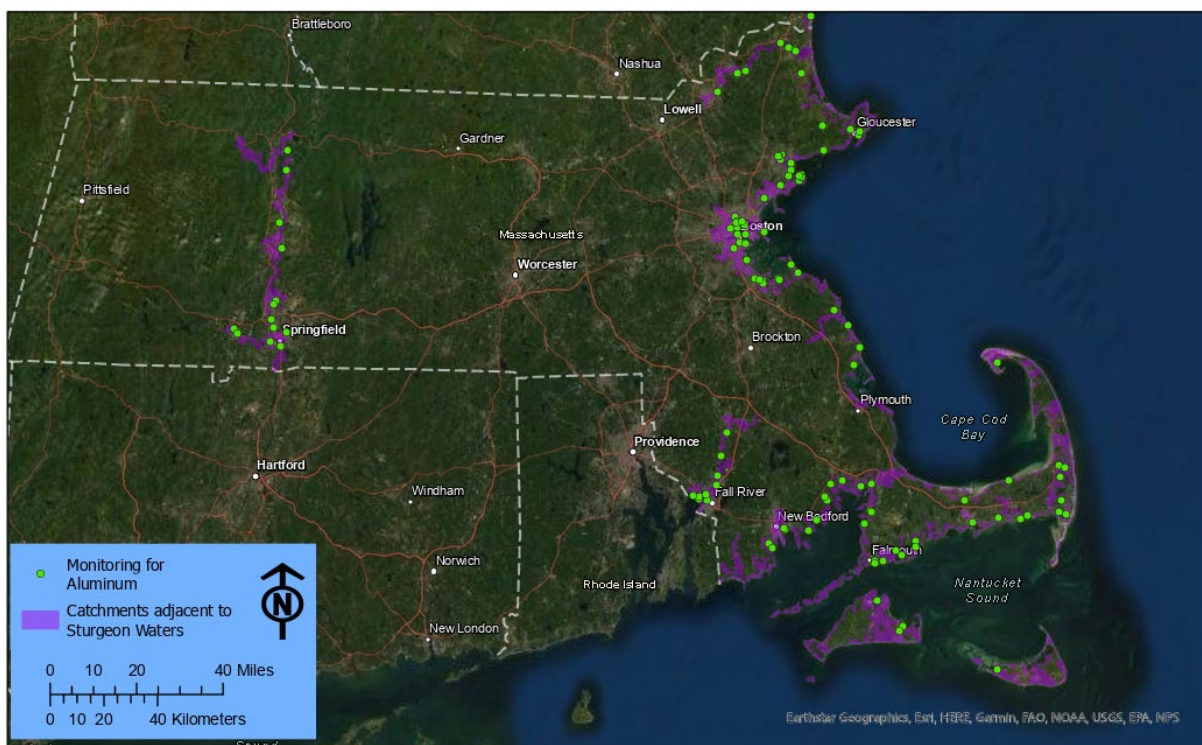 Brattleboro
Nashua
Lowell
Gloucester
Gardner
Pittsfield
Massachusetts
Boston
Worcester
Springfield
Brockton
Plymouth
Cape Cod
Bay
Providence
Hartford
Windham
Fall River
New Bedford
Falmouth
Norwich
Rhode Island
Nantucket
Sound
New London
Monitoring for
Aluminum
Catchments adjacent to
Sturgeon Waters
N
0 10 20 40 Miles
0 10 20 40 Kilometers
Sound
Earthstar Geographics, Esri, HERE, Garmin, FAO, NOAA, USGS, EPA, NPS